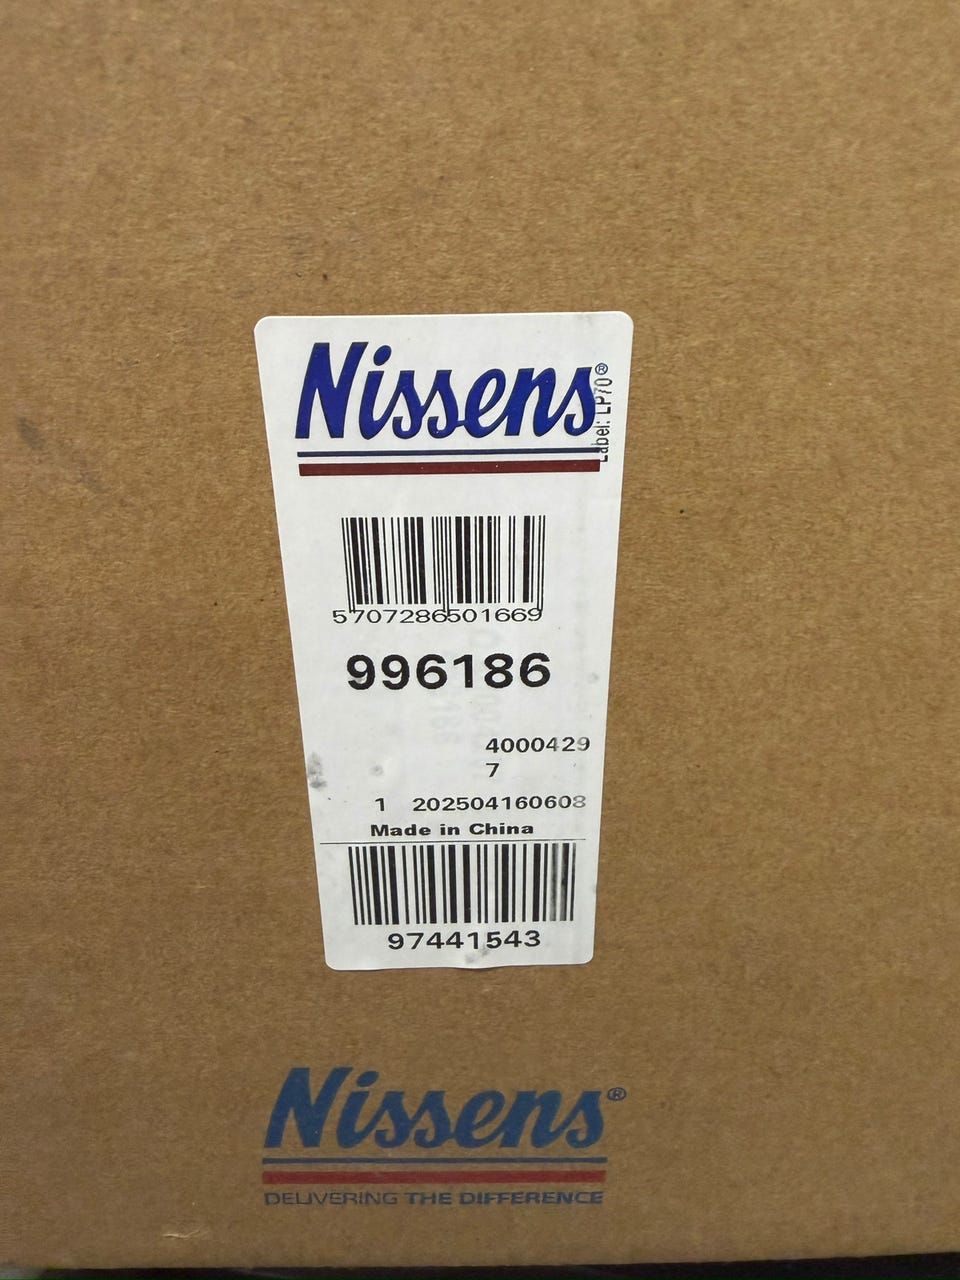 Nissens®
Label: LP70
5707286501669
996186
4000429
7
1 202504160608
Made in China
97441543
Nissens®
DELIVERING THE DIFFERENCE